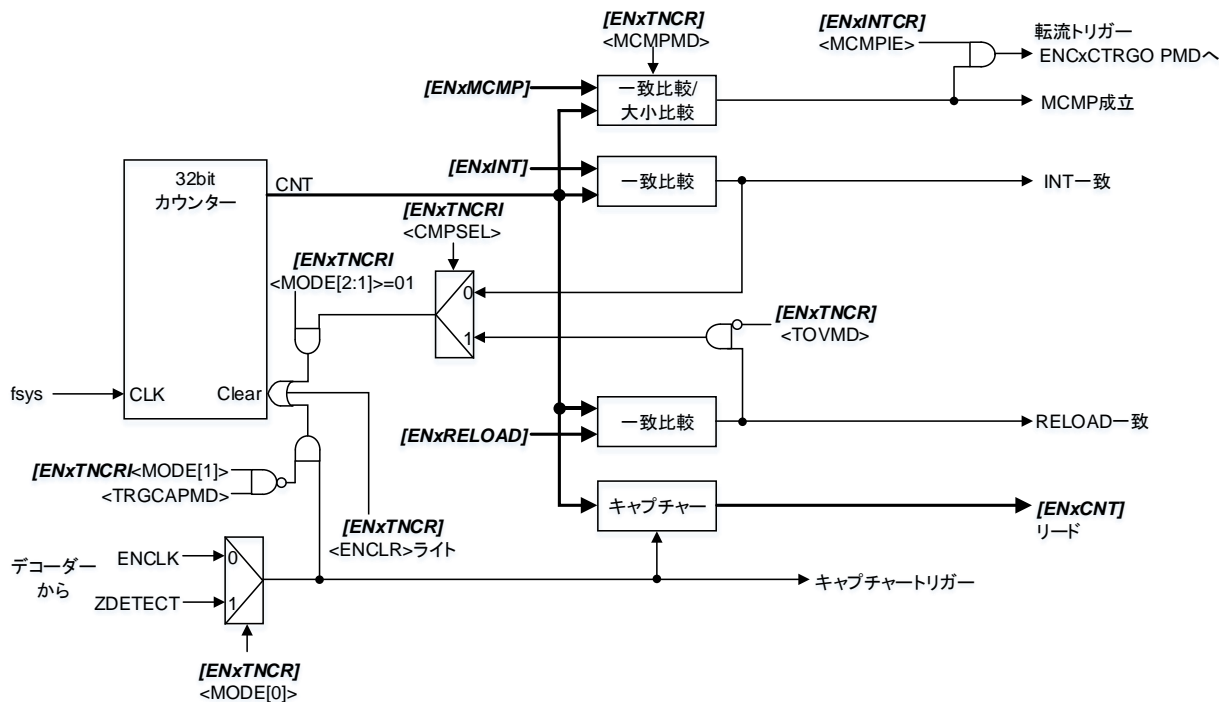 [ENxTNCR]
<MCMPMD>
[ENxINTCR]
<MCMPIE>
転流トリガー
ENCxCTRGO PMDへ
[ENxMCMP]
一致比較/
大小比較
MCMP成立
32bit
カウンター
CNT
[ENxINT]
一致比較
INT一致
[ENxTNCRI
<CMPSEL>
[ENxTNCRI
<MODE[2:1]>=01
0
1
[ENxTNCR]
<TOVMD>
fsys
CLK
Clear
[ENxRELOAD]
一致比較
RELOAD一致
[ENxTNCRI<MODE[1]>
<TRGCAPMD>
キャプチャー
[ENxCNT]
リード
[ENxTNCR]
<ENCLR>ライト
デコーダー
から
ENCLK
0
ZDETECT
1
キャプチャートリガー
[ENxTNCR]
<MODE[0]>